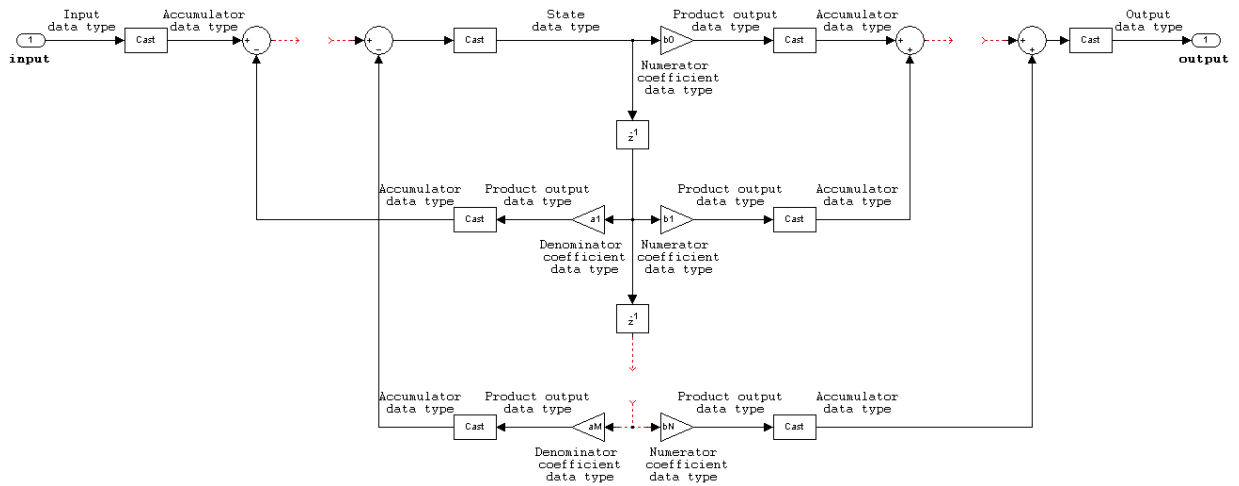 Input
data type
Accumulator
data type
State
data type
Product output
data type
Accumulator
data type
Output
data type
1
input
Cast
+
−
+
−
Cast
b0
Cast
+
+
+
+
Cast
1
output
Numerator
coefficient
data type
z-1
Accumulator
data type
Product output
data type
Product output
data type
Accumulator
data type
Cast
a1
b1
Cast
Denominator
coefficient
data type
Numerator
coefficient
data type
z-1
Accumulator
data type
Product output
data type
Product output
data type
Accumulator
data type
Cast
aM
bN
Cast
Denominator
coefficient
data type
Numerator
coefficient
data type